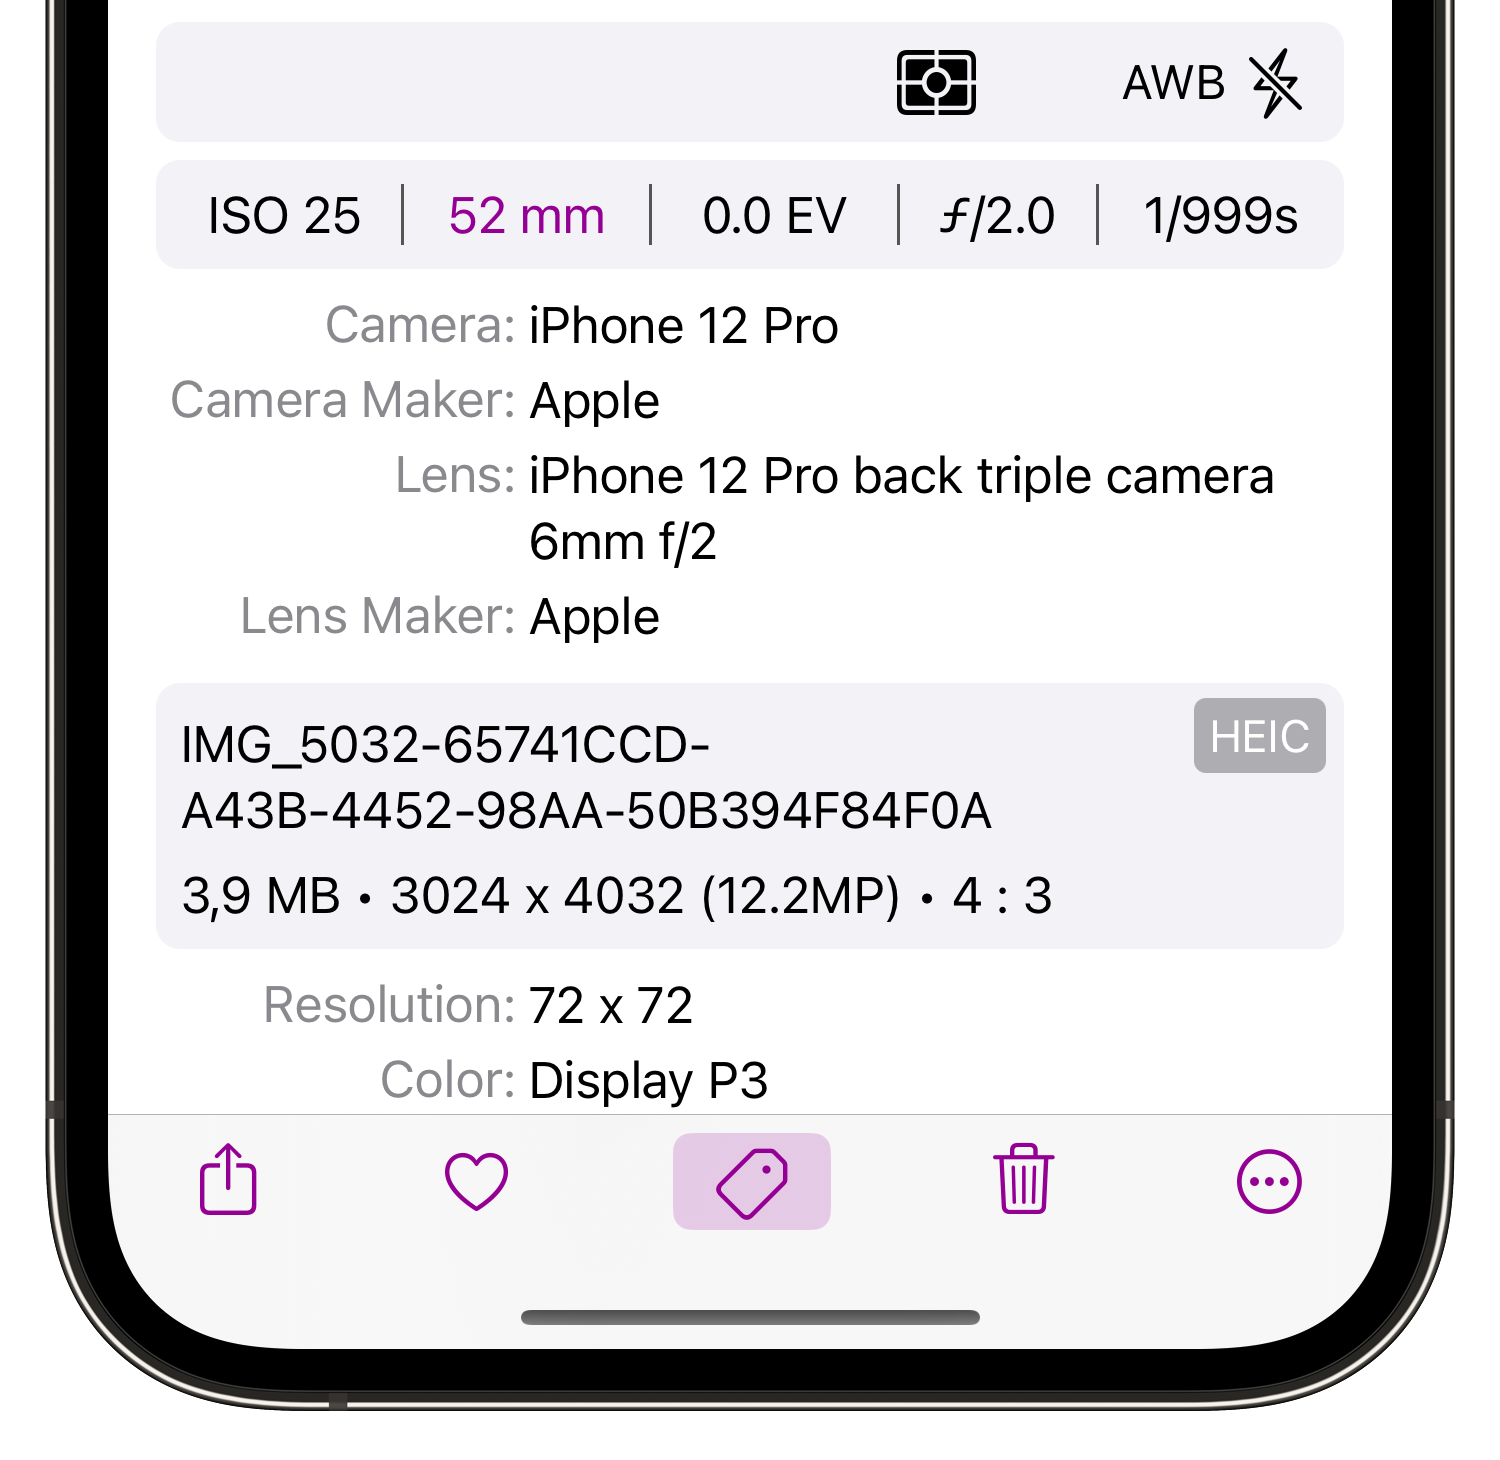 AWB
ISO 25 | 52 mm | 0.0 EV | ƒ/2.0 | 1/999s
Camera: iPhone 12 Pro
Camera Maker: Apple
Lens: iPhone 12 Pro back triple camera
6mm f/2
Lens Maker: Apple
IMG_5032-65741CCD-
HEIC
A43B-4452-98AA-50B394F84F0A
3,9 MB • 3024 x 4032 (12.2MP) • 4 : 3
Resolution: 72 x 72
Color: Display P3